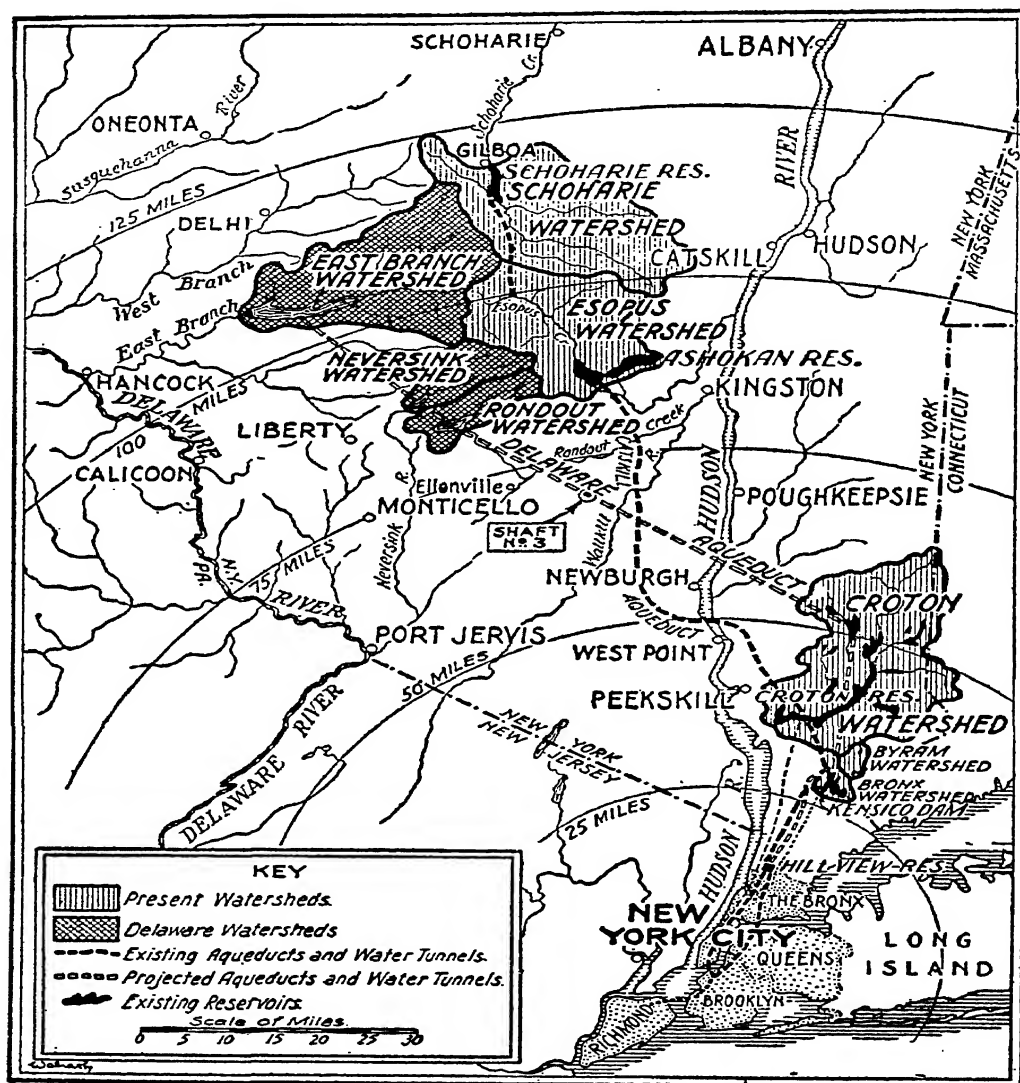 SCHOHARIE
ALBANY
Schoharie Cr.
River
ONEONTA
Susquehanna
GILBOA
SCHOHARIE RES.
SCHOHARIE
WATERSHED
RIVER
NEW YORK
MASSACHUSETTS
125 MILES
DELHI
CATSKILL
HUDSON
EAST BRANCH
WATERSHED
West Branch
East Branch
Esopus
ESOPUS
WATERSHED
NEVERSINK
WATERSHED
ASHOKAN RES.
HANCOCK
KINGSTON
DELAWARE
100 MILES
LIBERTY
RONDOUT
WATERSHED
Creek
Rondout
CATSKILL
NEW YORK
CONNECTICUT
CALICOON
DELAWARE
R.
Ellenville
MONTICELLO
HUDSON
POUGHKEEPSIE
Neversink
R.
SHAFT
No. 3
Wallkill
AQUEDUCT
75 MILES
N.Y.
PA.
RIVER
NEWBURGH
CROTON
AQUEDUCT
PORT JERVIS
WEST POINT
50 MILES
PEEKSKILL
CROTON RES.
WATERSHED
NEW YORK
NEW JERSEY
BYRAM
WATERSHED
DELAWARE RIVER
R.
BRONX
WATERSHED
KENSICO DAM
25 MILES
HUDSON
HILL VIEW RES.
THE BRONX
NEW
YORK CITY
QUEENS
LONG
ISLAND
BROOKLYN
RICHMOND
KEY
Present Watersheds.
Delaware Watersheds
Existing Aqueducts and Water Tunnels.
Projected Aqueducts and Water Tunnels.
Existing Reservoirs.
Scale of Miles.
0 5 10 15 20 25 30